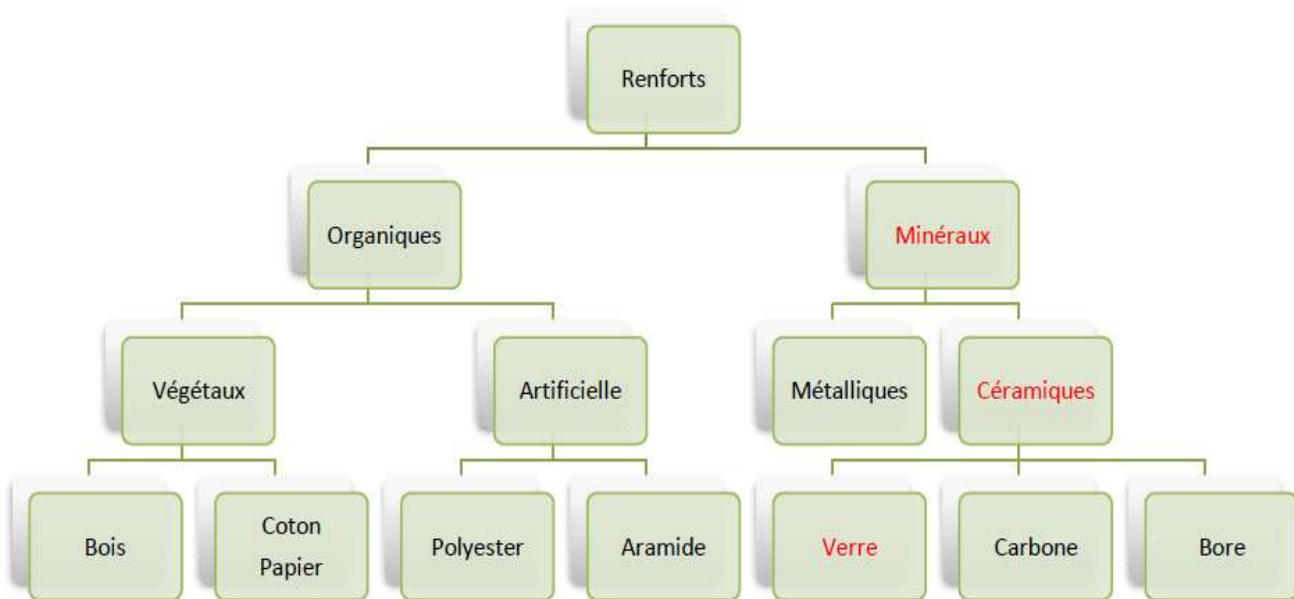 Renforts
Organiques
Minéraux
Végétaux
Artificielle
Métalliques
Céramiques
Bois
Coton
Papier
Polyester
Aramide
Verre
Carbone
Bore